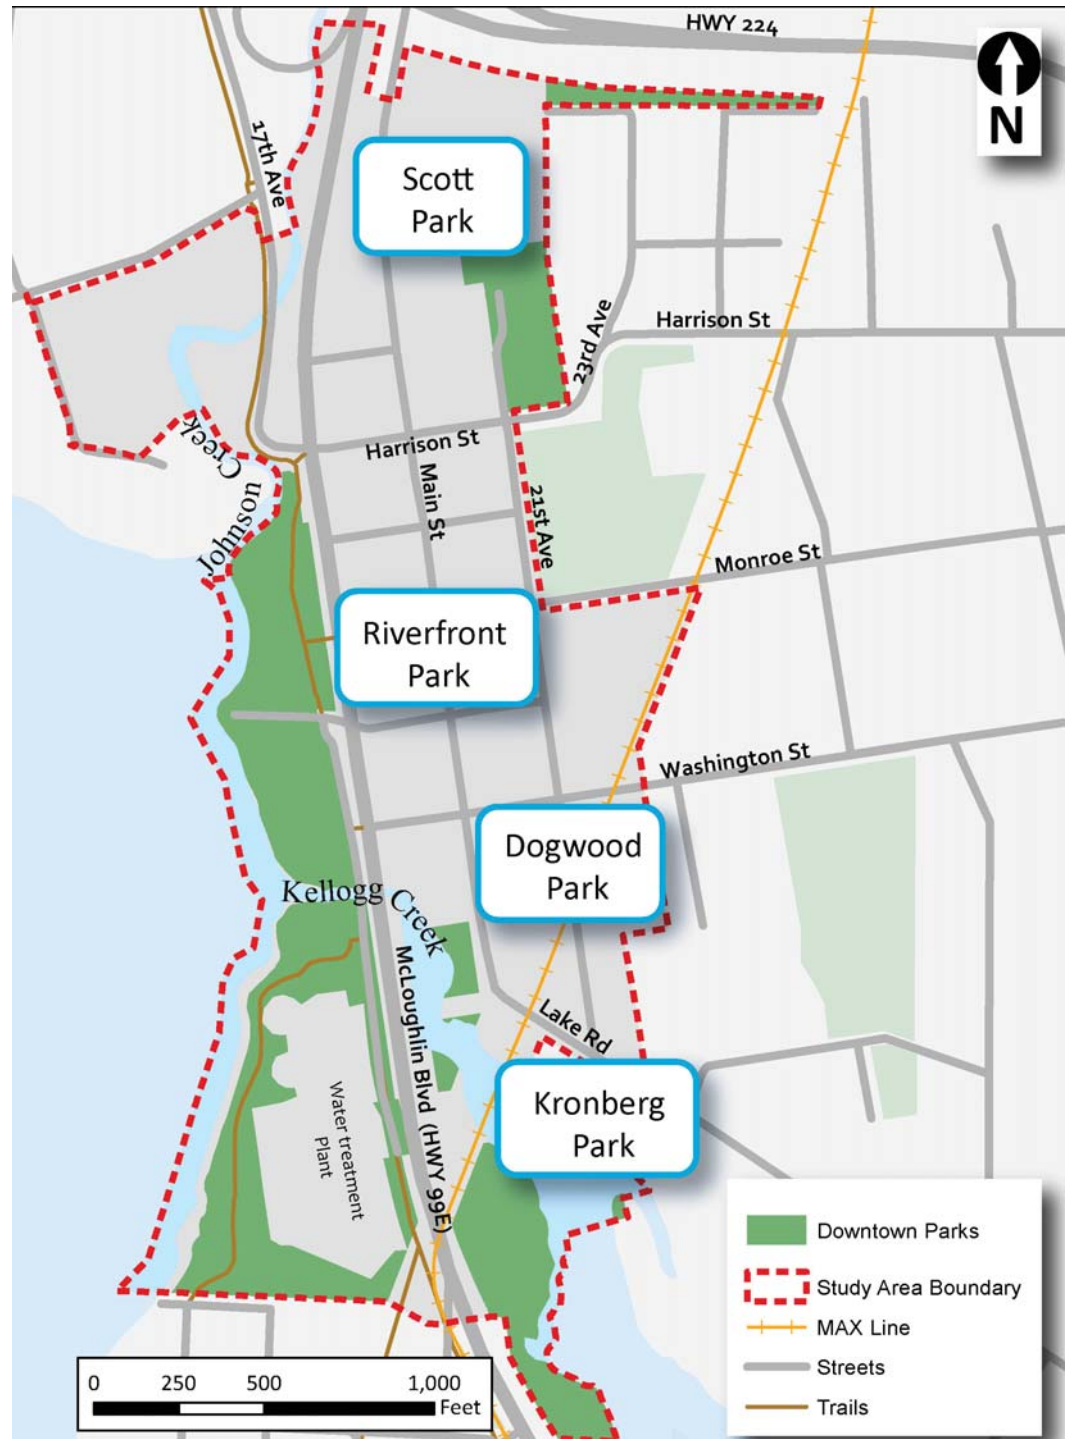 HWY 224
N
17th Ave
Scott
Park
Harrison St
23rd Ave
Harrison St
Main St
21st Ave
Johnson Creek
Monroe St
Riverfront
Park
Washington St
Dogwood
Park
Kellogg Creek
McLoughlin Blvd (HWY 99E)
Lake Rd
Kronberg
Park
Water treatment
Plant
Downtown Parks
Study Area Boundary
MAX Line
Streets
Trails
0 250 500 1,000
Feet